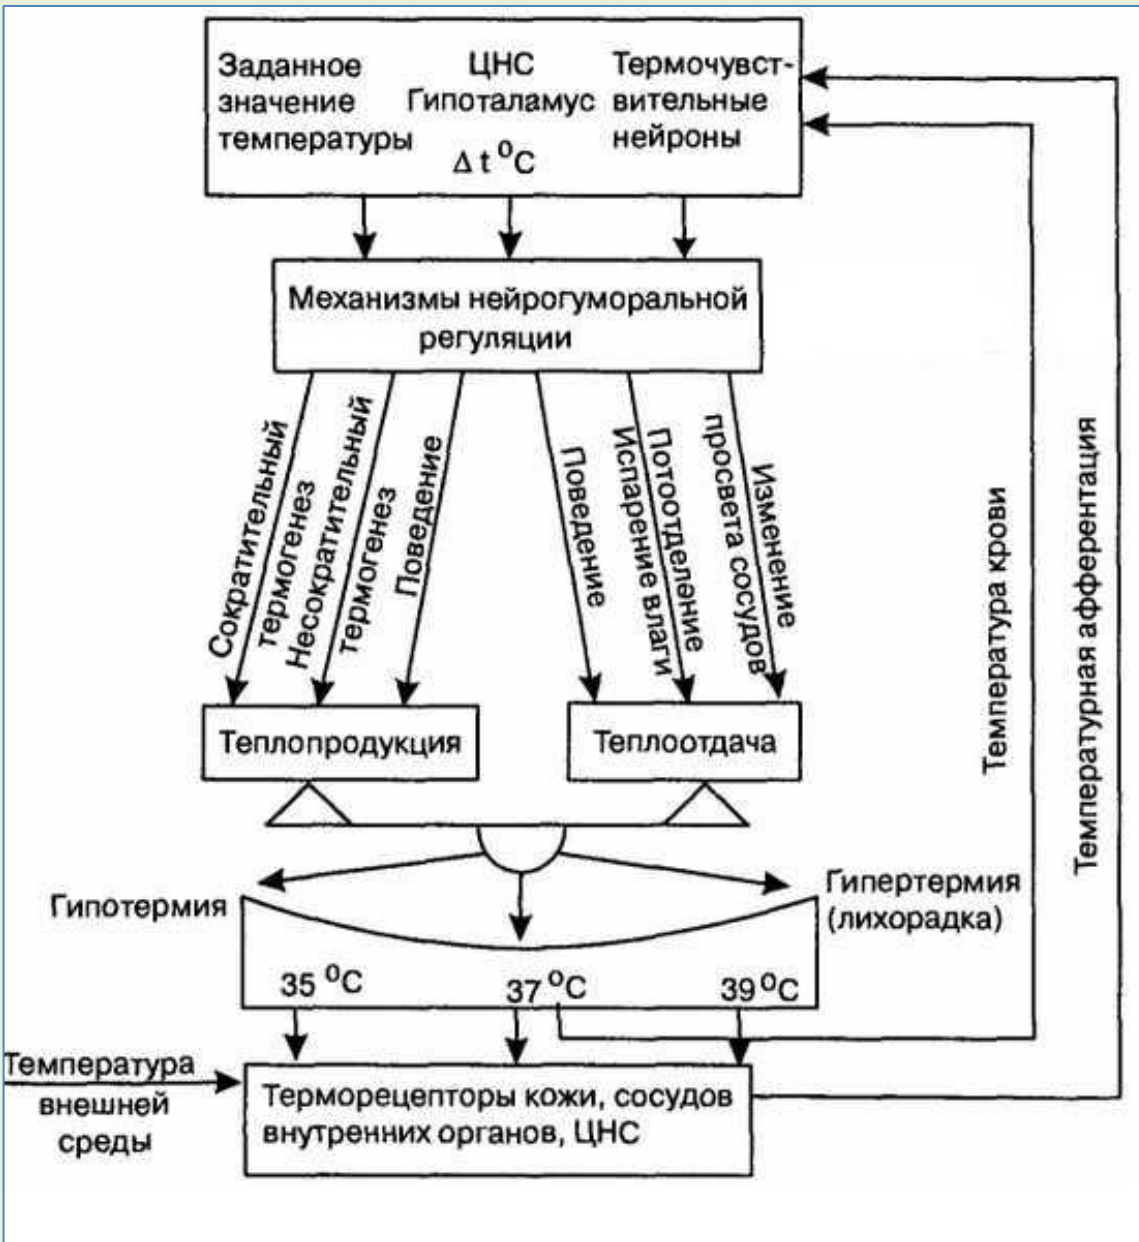 Заданное
значение
температуры
ЦНС
Гипоталамус
Δ t °C
Термочувст-
вительные
нейроны
Механизмы нейрогуморальной
регуляции
Сократительный
термогенез
Несократительный
термогенез
Поведение
Поведение
Испарение влаги
Потоотделение
просвета сосудов
Изменение
Теплопродукция
Теплоотдача
Гипотермия
Гипертермия
(лихорадка)
35 °C
37 °C
39 °C
Температура крови
Температурная афферентация
Температура
внешней
среды
Терморецепторы кожи, сосудов
внутренних органов, ЦНС